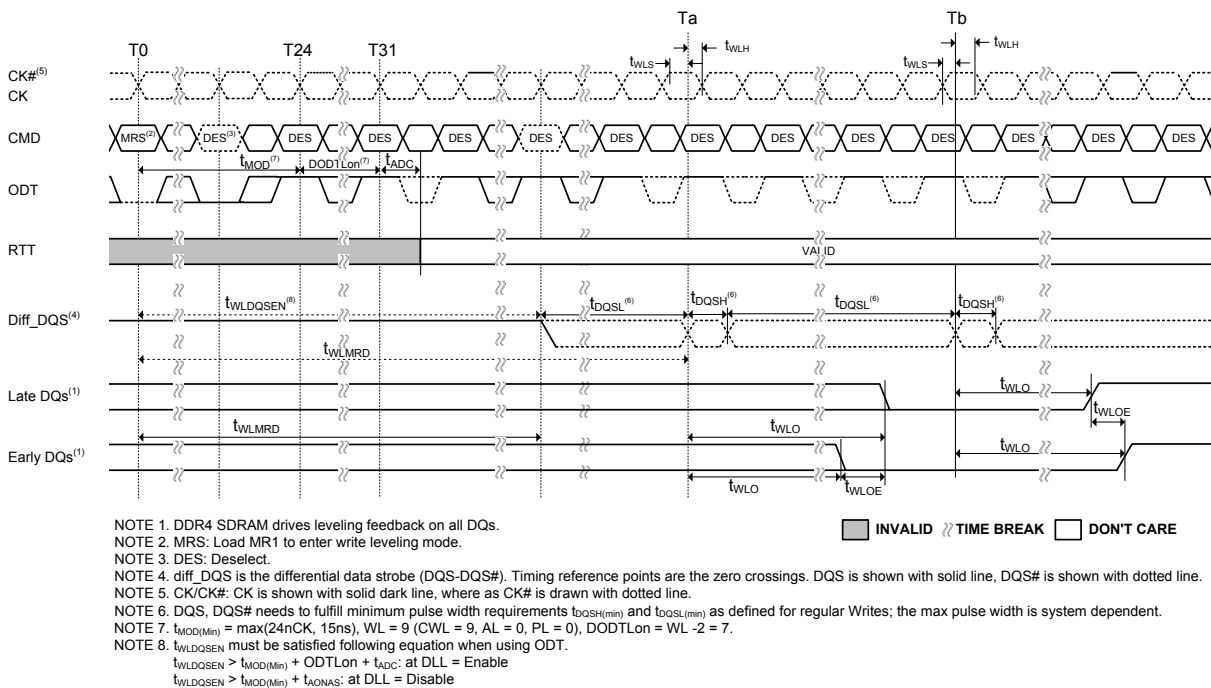 Ta Tb
T0 T24 T31 tWLH tWLH
tWLS tWLS
CK#(5)
CK
CMD MRS(2) DES(3) DES DES DES DES DES DES DES DES DES DES DES DES
tMOD(7) DODTLon(7) tADC
ODT
RTT VALID
tWLDQSEN(8) tDQSL(6) tDQSH(6) tDQSL(6) tDQSH(6)
Diff_DQS(4)
tWLMRD
Late DQs(1) tWLO
tWLOE
tWLMRD tWLO tWLO
Early DQs(1)
tWLO tWLOE
NOTE 1. DDR4 SDRAM drives leveling feedback on all DQs.
INVALID TIME BREAK DON'T CARE
NOTE 2. MRS: Load MR1 to enter write leveling mode.
NOTE 3. DES: Deselect.
NOTE 4. diff_DQS is the differential data strobe (DQS-DQS#). Timing reference points are the zero crossings. DQS is shown with solid line, DQS# is shown with dotted line.
NOTE 5. CK/CK#: CK is shown with solid dark line, where as CK# is drawn with dotted line.
NOTE 6. DQS, DQS# needs to fulfill minimum pulse width requirements tDQSH(min) and tDQSL(min) as defined for regular Writes; the max pulse width is system dependent.
NOTE 7. tMOD(Min) = max(24nCK, 15ns), WL = 9 (CWL = 9, AL = 0, PL = 0), DODTLon = WL -2 = 7.
NOTE 8. tWLDQSEN must be satisfied following equation when using ODT.
tWLDQSEN > tMOD(Min) + ODTLon + tADC: at DLL = Enable
tWLDQSEN > tMOD(Min) + tAONAS: at DLL = Disable